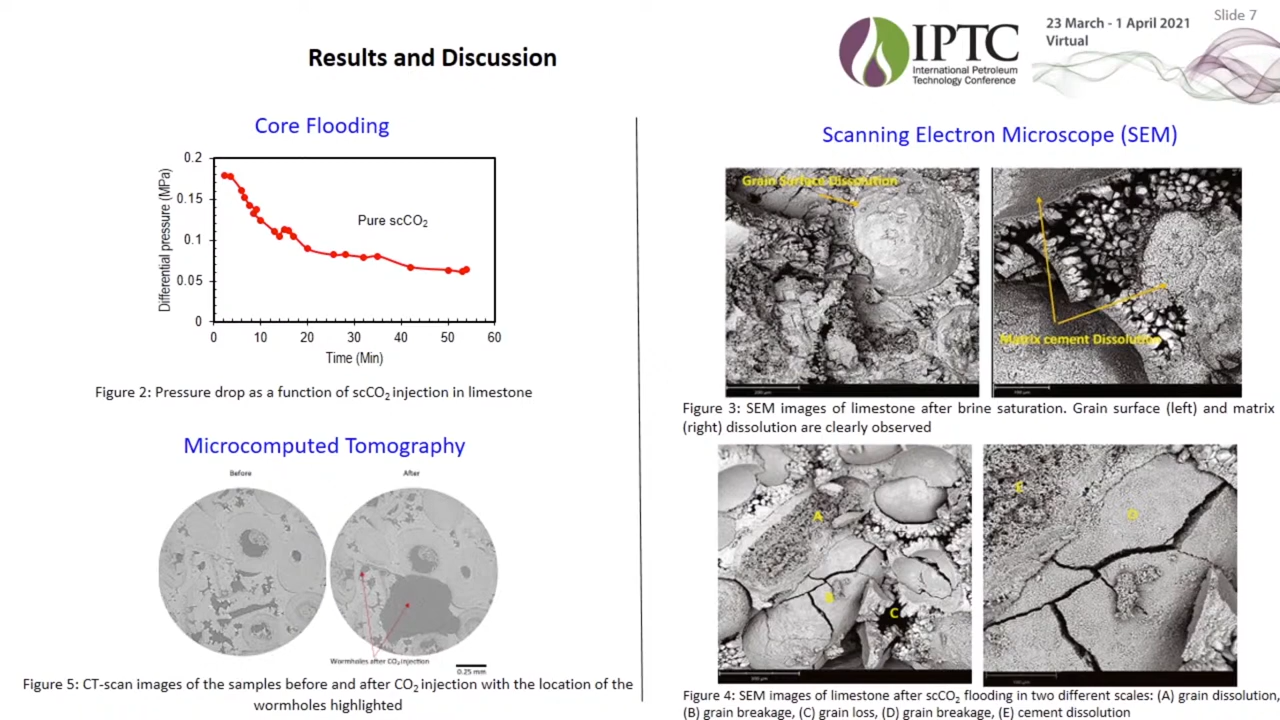 Slide 7
23 March - 1 April 2021
Virtual
IPTC
International Petroleum
Technology Conference
Results and Discussion
Core Flooding
0.2
0.15
0.1
0.05
0
Differential pressure (MPa)
Pure scCO2
0 10 20 30 40 50 60
Time (Min)
Figure 2: Pressure drop as a function of scCO2 injection in limestone
Microcomputed Tomography
Before After
Wormholes after CO2 injection
0.25 mm
Figure 5: CT-scan images of the samples before and after CO2 injection with the location of the
wormholes highlighted
Scanning Electron Microscope (SEM)
Grain Surface Dissolution
Matrix cement Dissolution
Figure 3: SEM images of limestone after brine saturation. Grain surface (left) and matrix
(right) dissolution are clearly observed
A
B
C
E
D
Figure 4: SEM images of limestone after scCO2 flooding in two different scales: (A) grain dissolution,
(B) grain breakage, (C) grain loss, (D) grain breakage, (E) cement dissolution